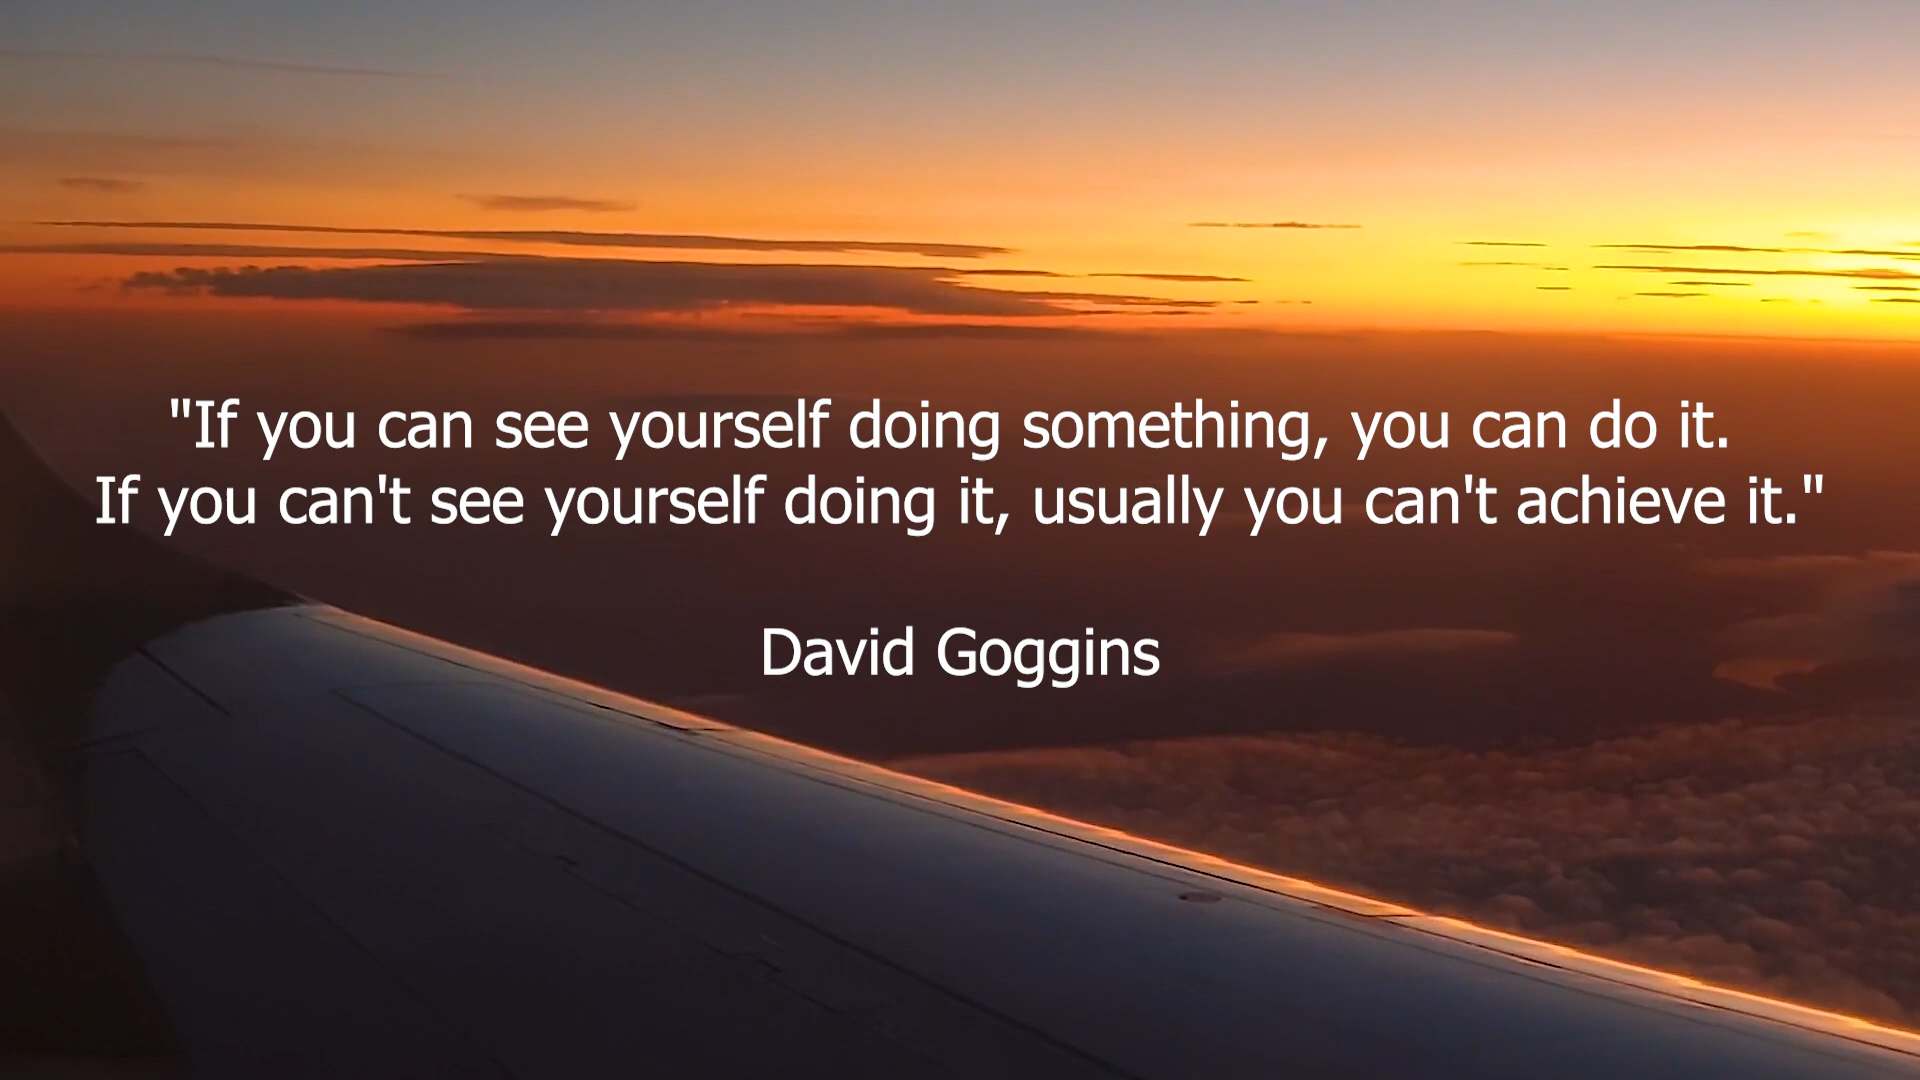 "If you can see yourself doing something, you can do it.
If you can't see yourself doing it, usually you can't achieve it."
David Goggins